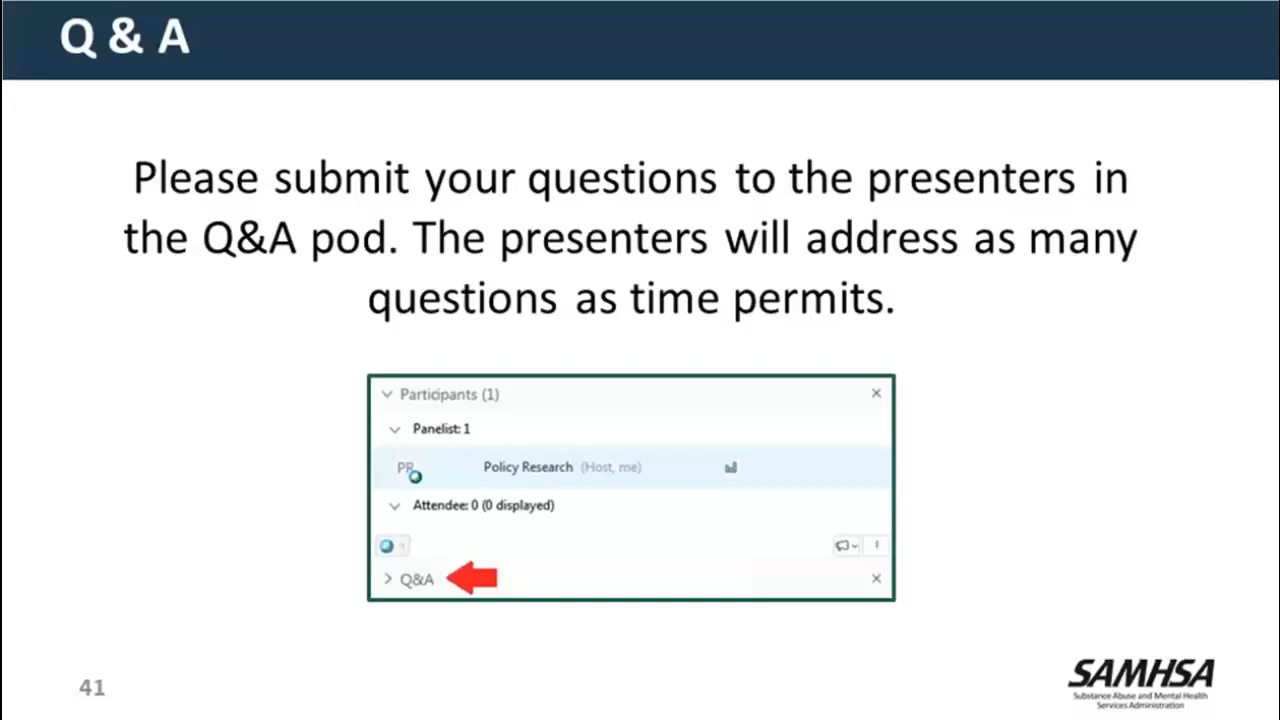 Q & A
Please submit your questions to the presenters in
the Q&A pod. The presenters will address as many
questions as time permits.
Participants (1)
Panelist: 1
PR
Policy Research (Host, me)
Attendee: 0 (0 displayed)
Q&A
41
SAMHSA
Substance Abuse and Mental Health
Services Administration